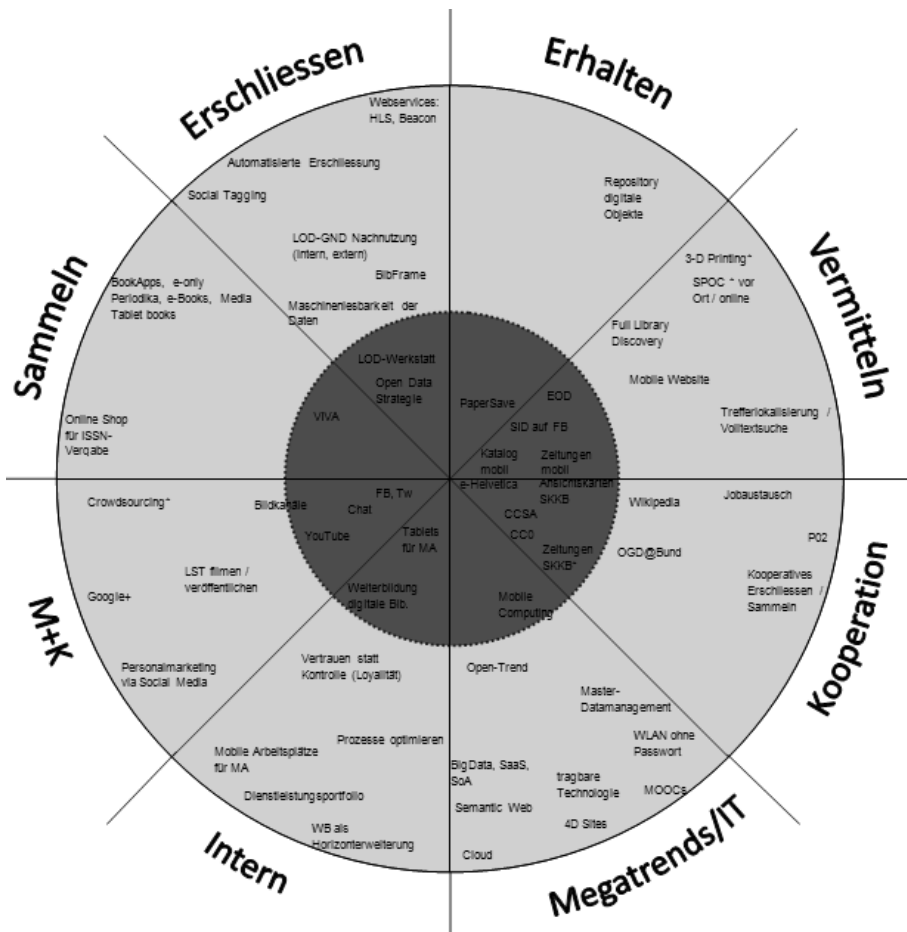 Erschliessen
Erhalten
Sammeln
Vermitteln
M+K
Kooperation
Intern
Megatrends/IT
Webservices:
HLS, Beacon
Automatisierte Erschliessung
Social Tagging
LOD-GND Nachnutzung
(intern, extern)
BibFrame
Maschinenlesbarkeit der
Daten
LOD-Werkstatt
Open Data
Strategie
BookApps, e-only
Periodika, e-Books, Media
Tablet books
Online Shop
für ISSN-
Vergabe
VIVA
Repository
digitale
Objekte
PaperSave
3-D Printing*
SPOC * vor
Ort / online
Full Library
Discovery
Mobile Website
Trefferlokalisierung /
Volltextsuche
EOD
SID auf FB
Katalog
mobil
Zeitungen
mobil
e-Helvetica
Ansichtskarten
SKKB
CCSA
CC0
Zeitungen
SKKB*
Wikipedia
Jobaustausch
P02
OGD@Bund
Kooperatives
Erschliessen /
Sammeln
Crowdsourcing*
Bildkanäle
FB, Tw
Chat
YouTube
Tablets
für MA
LST filmen /
veröffentlichen
Google+
Personalmarketing
via Social Media
Weiterbildung
digitale Bib.
Vertrauen statt
Kontrolle (Loyalität)
Prozesse optimieren
Mobile Arbeitsplätze
für MA
Dienstleistungsportfolio
WB als
Horizonterweiterung
Mobile
Computing
Open-Trend
Master-
Datamanagement
WLAN ohne
Passwort
BigData, SaaS,
SoA
tragbare
Technologie
MOOCs
Semantic Web
4D Sites
Cloud